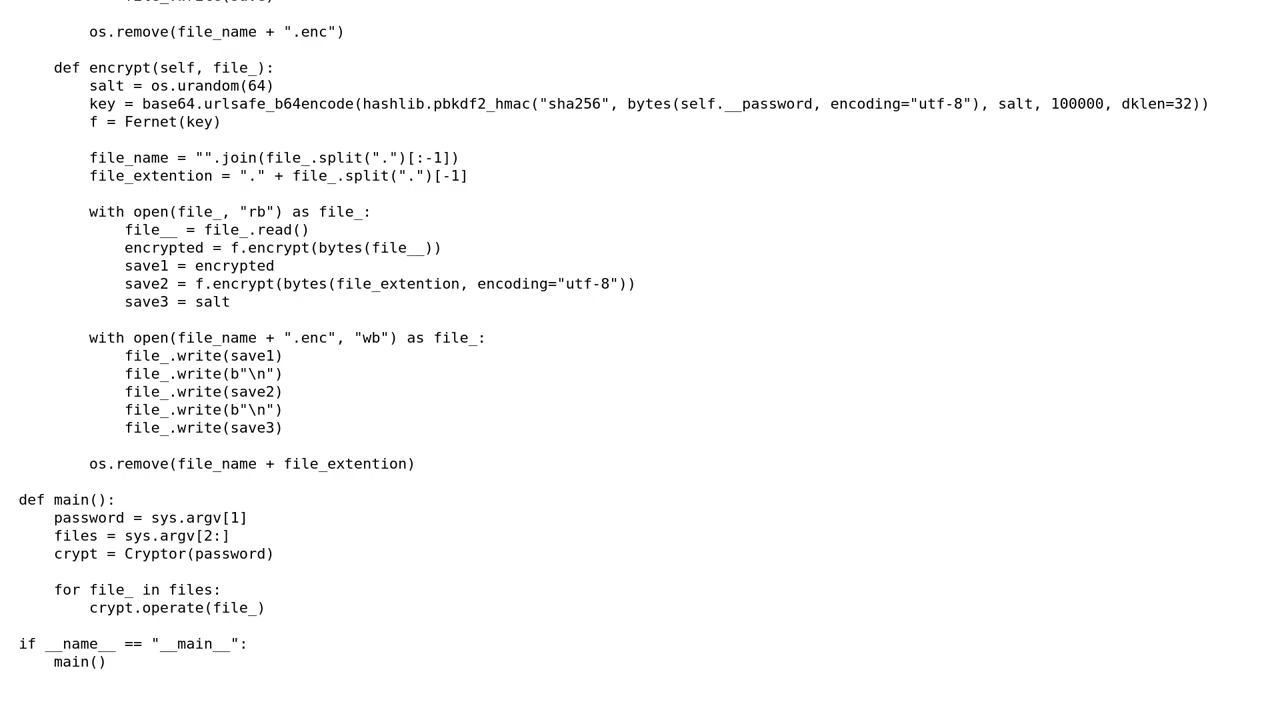 os.remove(file_name + ".enc")
def encrypt(self, file_):
salt = os.urandom(64)
key = base64.urlsafe_b64encode(hashlib.pbkdf2_hmac("sha256", bytes(self.__password, encoding="utf-8"), salt, 100000, dklen=32))
f = Fernet(key)
file_name = "".join(file_.split(".")[:-1])
file_extention = "." + file_.split(".")[-1]
with open(file_, "rb") as file_:
file__ = file_.read()
encrypted = f.encrypt(bytes(file__))
save1 = encrypted
save2 = f.encrypt(bytes(file_extention, encoding="utf-8"))
save3 = salt
with open(file_name + ".enc", "wb") as file_:
file_.write(save1)
file_.write(b"\n")
file_.write(save2)
file_.write(b"\n")
file_.write(save3)
os.remove(file_name + file_extention)
def main():
password = sys.argv[1]
files = sys.argv[2:]
crypt = Cryptor(password)
for file_ in files:
crypt.operate(file_)
if __name__ == "__main__":
main()